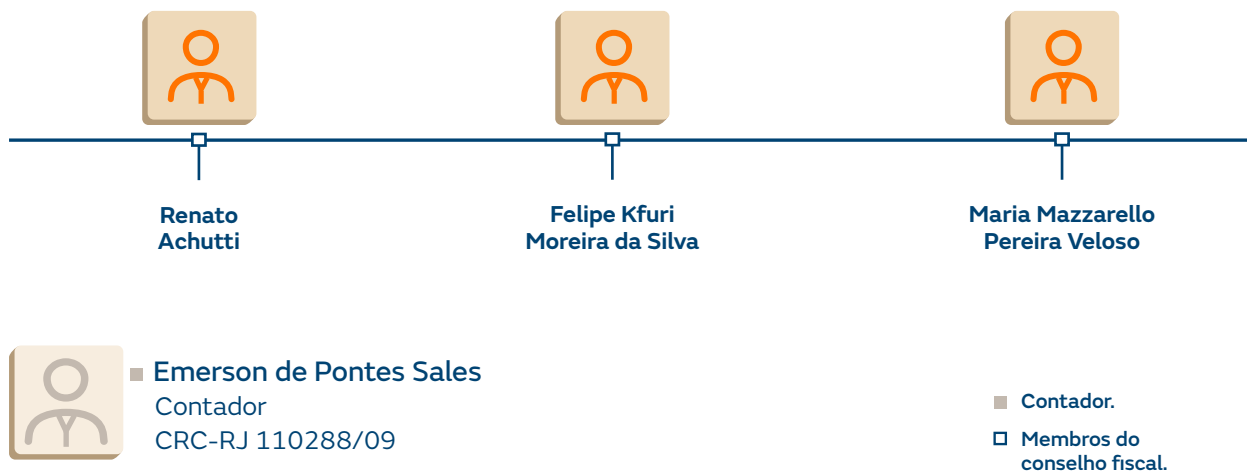 Renato
Achutti
Felipe Kfuri
Moreira da Silva
Maria Mazzarello
Pereira Veloso
Emerson de Pontes Sales
Contador
CRC-RJ 110288/09
Contador.
Membros do
conselho fiscal.